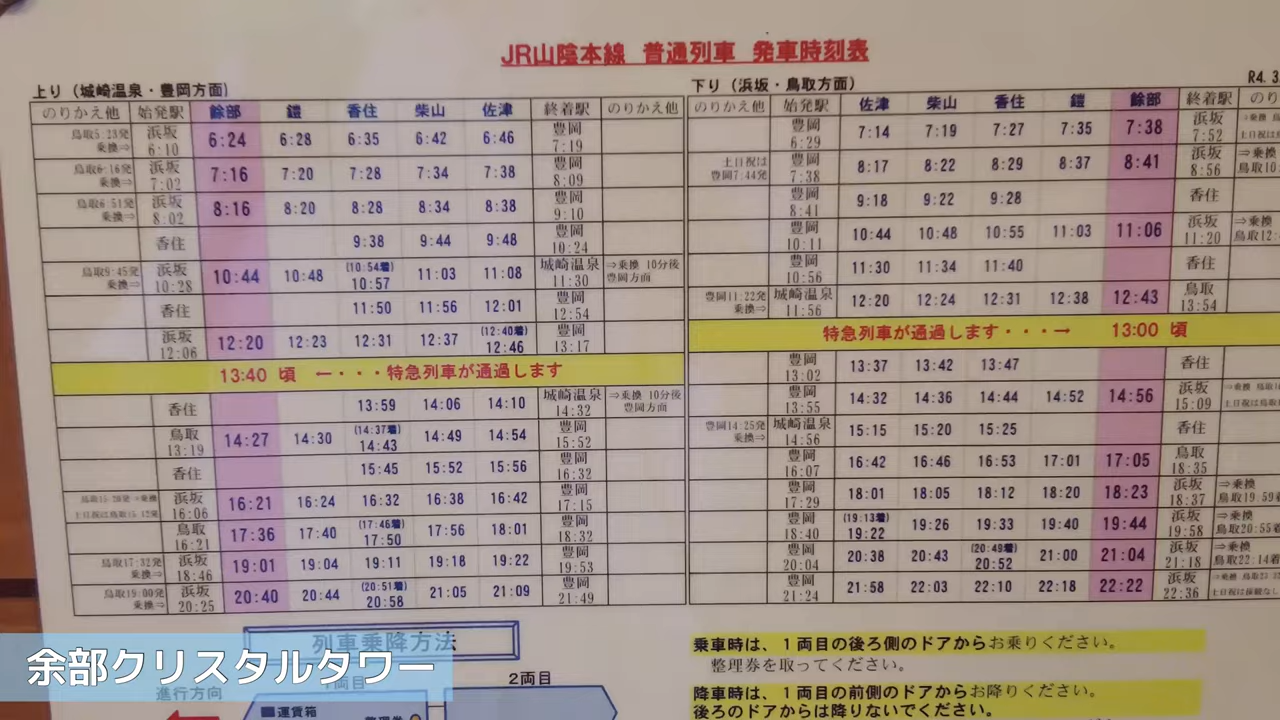 JR山陰本線 普通列車 発車時刻表
上り（城崎温泉・豊岡方面）
のりかえ他 始発駅 餘部 鎧 香住 柴山 佐津 終着駅 のりかえ他
鳥取5:23発 乗換⇒ 浜坂 6:10 6:24 6:28 6:35 6:42 6:46 豊岡 7:19
鳥取6:16発 乗換⇒ 浜坂 7:02 7:16 7:20 7:28 7:34 7:38 豊岡 8:09
鳥取6:51発 乗換⇒ 浜坂 8:02 8:16 8:20 8:28 8:34 8:38 豊岡 9:10
香住 9:38 9:44 9:48 豊岡 10:24
鳥取9:45発 乗換⇒ 浜坂 10:28 10:44 10:48 (10:54着) 10:57 11:03 11:08 城崎温泉 11:30 ⇒乗換 10分後 豊岡方面
香住 11:50 11:56 12:01 豊岡 12:54
浜坂 12:06 12:20 12:23 12:31 12:37 (12:40着) 12:46 豊岡 13:17
13:40 頃 ←・・・特急列車が通過します
香住 13:59 14:06 14:10 城崎温泉 14:32 ⇒乗換 10分後 豊岡方面
鳥取 13:19 14:27 14:30 (14:37着) 14:43 14:49 14:54 豊岡 15:52
香住 15:45 15:52 15:56 豊岡 16:32
浜坂 16:06 16:21 16:24 16:32 16:38 16:42 豊岡 17:15
鳥取 16:21 17:36 17:40 (17:46着) 17:50 17:56 18:01 豊岡 18:32
鳥取17:32発 乗換⇒ 浜坂 18:46 19:01 19:04 19:11 19:18 19:22 豊岡 19:53
鳥取19:00発 乗換⇒ 浜坂 20:25 20:40 20:44 (20:51着) 20:58 21:05 21:09 豊岡 21:49
下り（浜坂・鳥取方面）
R4.3
のりかえ他 始発駅 佐津 柴山 香住 鎧 餘部 終着駅 のり
豊岡 6:29 7:14 7:19 7:27 7:35 7:38 浜坂 7:52
土日祝は 豊岡7:44発 豊岡 7:38 8:17 8:22 8:29 8:37 8:41 浜坂 8:56 ⇒乗換 鳥取10:
豊岡 8:41 9:18 9:22 9:28 香住
豊岡 10:11 10:44 10:48 10:55 11:03 11:06 浜坂 11:20 ⇒乗換 鳥取12:
豊岡 10:56 11:30 11:34 11:40 香住
豊岡11:22発 乗換⇒ 城崎温泉 11:56 12:20 12:24 12:31 12:38 12:43 鳥取 13:54
特急列車が通過します・・・→ 13:00 頃
豊岡 13:02 13:37 13:42 13:47 香住
豊岡 13:55 14:32 14:36 14:44 14:52 14:56 浜坂 15:09
豊岡14:25発 乗換⇒ 城崎温泉 14:56 15:15 15:20 15:25 香住
豊岡 16:07 16:42 16:46 16:53 17:01 17:05 鳥取 18:35
豊岡 17:29 18:01 18:05 18:12 18:20 18:23 浜坂 18:37 ⇒乗換 鳥取19:59着
豊岡 18:40 (19:13着) 19:22 19:26 19:33 19:40 19:44 浜坂 19:58 ⇒乗換 鳥取20:55着
豊岡 20:04 20:38 20:43 (20:49着) 20:52 21:00 21:04 浜坂 21:18 ⇒乗換 鳥取22:14着
豊岡 21:24 21:58 22:03 22:10 22:18 22:22 浜坂 22:36
列車乗降方法
余部クリスタルタワー
進行方向
1両目
2両目
運賃箱
乗車時は、１両目の後ろ側のドアからお乗りください。
整理券を取ってください。
降車時は、１両目の前側のドアからお降りください。
後ろのドアからは降りないでください。